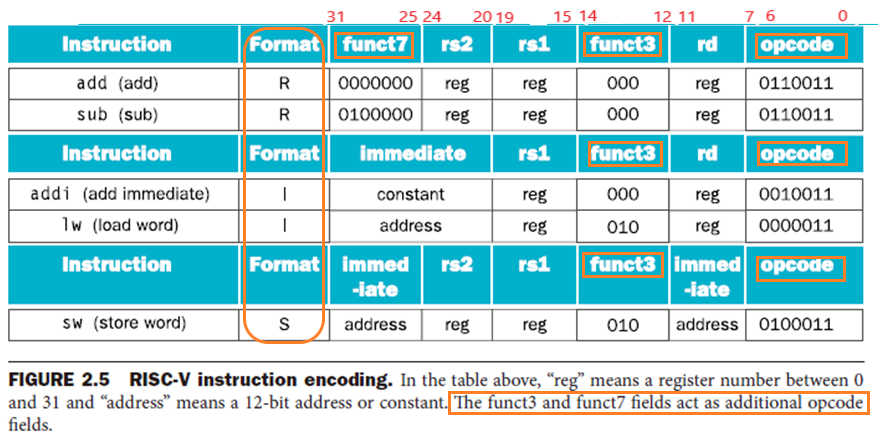 31 25 24 20 19 15 14 12 11 7 6 0
Instruction Format funct7 rs2 rs1 funct3 rd opcode
add (add) R 0000000 reg reg 000 reg 0110011
sub (sub) R 0100000 reg reg 000 reg 0110011
Instruction Format immediate rs1 funct3 rd opcode
addi (add immediate) I constant reg 000 reg 0010011
lw (load word) I address reg 010 reg 0000011
Instruction Format immed rs2 rs1 funct3 immed opcode
-iate -iate
sw (store word) S address reg reg 010 address 0100011
FIGURE 2.5 RISC-V instruction encoding. In the table above, “reg” means a register number between 0
and 31 and “address” means a 12-bit address or constant. The funct3 and funct7 fields act as additional opcode
fields.